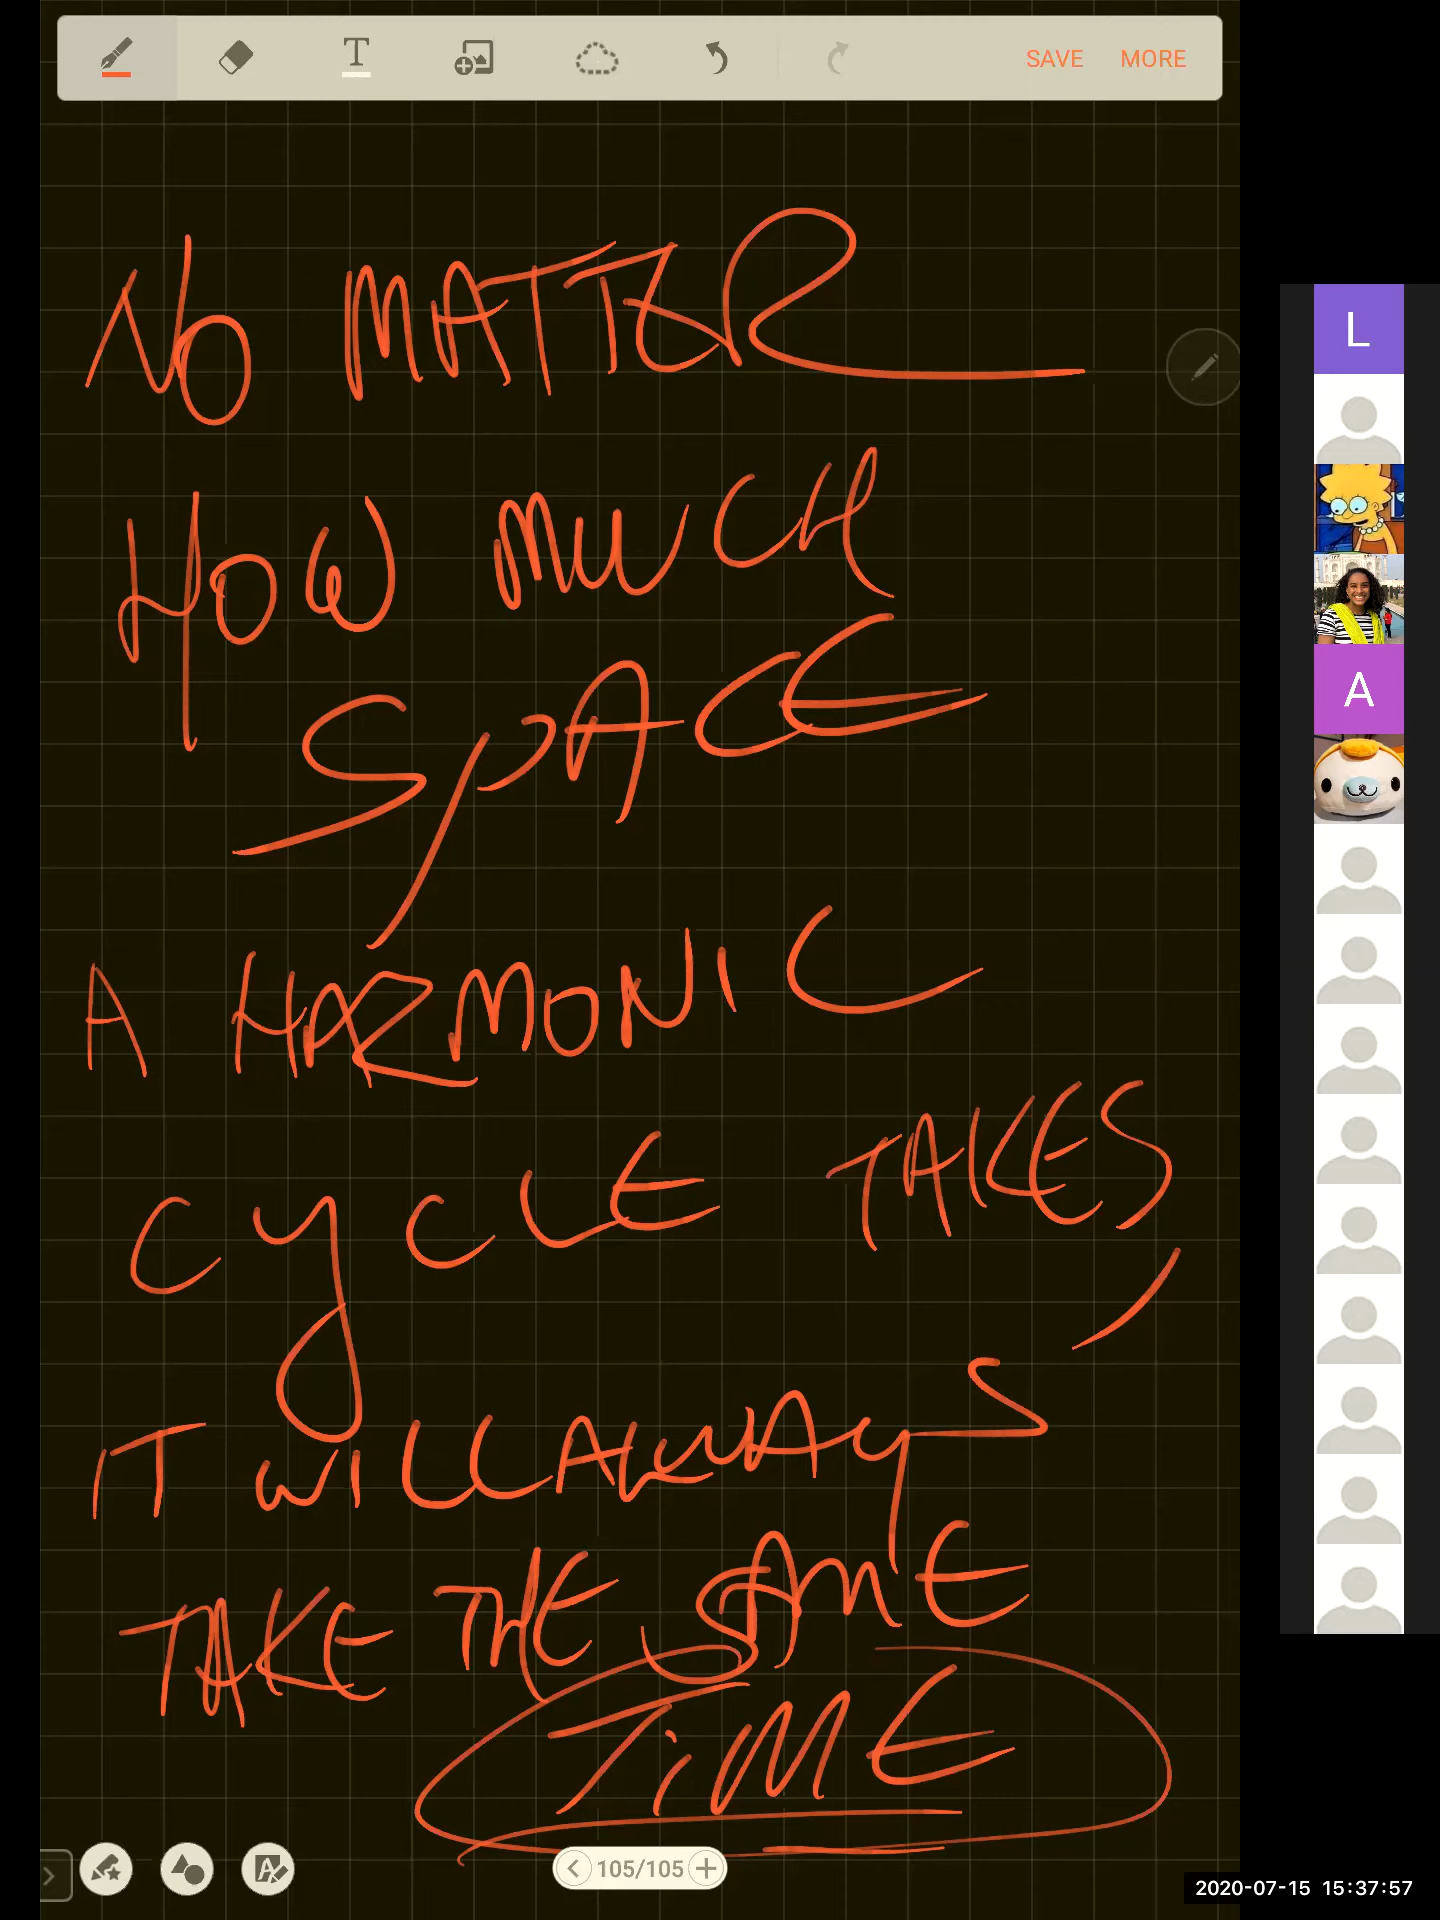 T SAVE MORE
NO MATTER
HOW MUCH
SPACE
A HARMONIC
CYCLE TAKES,
IT WILL ALWAYS
TAKE THE SAME
TIME
L
A
105/105
2020-07-15 15:37:57